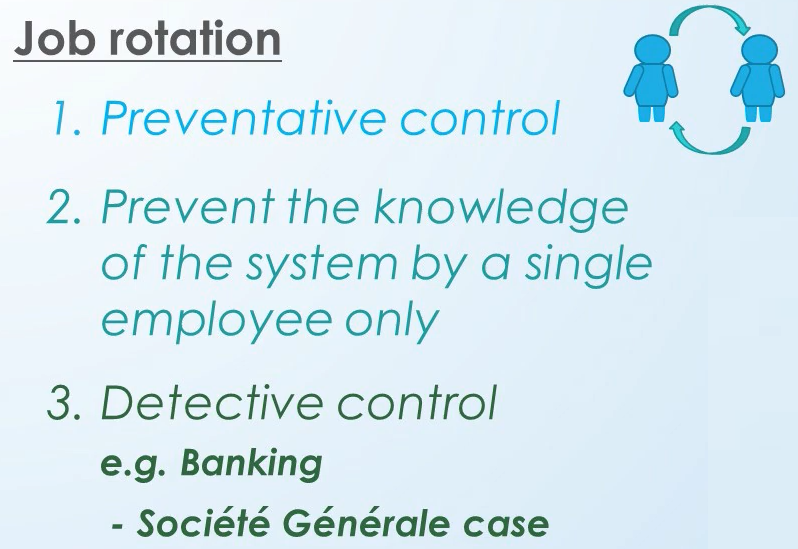 Job rotation
1. Preventative control
2. Prevent the knowledge
of the system by a single
employee only
3. Detective control
e.g. Banking
- Société Générale case